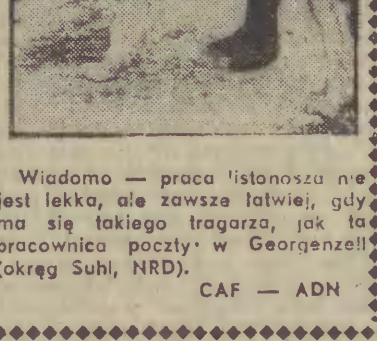 Wiadomo — praca listonosza nie
jest lekka, ale zawsze łatwiej, gdy
ma się takiego tragarza, jak ta
pracownica poczty w Georgenzell
(okręg Suhl, NRD).
CAF — ADN